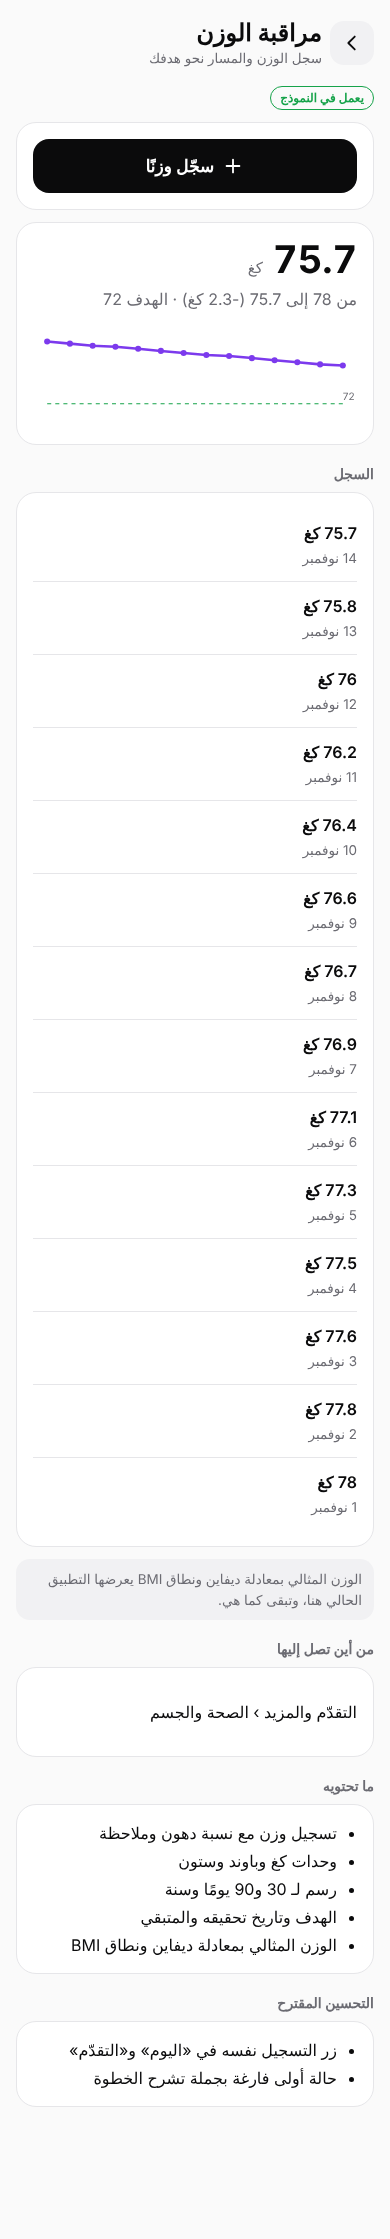 مراقبة الوزن
سجل الوزن والمسار نحو هدفك
يعمل في النموذج
سجّل وزنًا
75.7 كغ
من 78 إلى 75.7 (-2.3 كغ) · الهدف 72
72
السجل
75.7 كغ
14 نوفمبر
75.8 كغ
13 نوفمبر
76 كغ
12 نوفمبر
76.2 كغ
11 نوفمبر
76.4 كغ
10 نوفمبر
76.6 كغ
9 نوفمبر
76.7 كغ
8 نوفمبر
76.9 كغ
7 نوفمبر
77.1 كغ
6 نوفمبر
77.3 كغ
5 نوفمبر
77.5 كغ
4 نوفمبر
77.6 كغ
3 نوفمبر
77.8 كغ
2 نوفمبر
78 كغ
1 نوفمبر
الوزن المثالي بمعادلة ديفاين ونطاق BMI يعرضها التطبيق
الحالي هنا، وتبقى كما هي.
من أين تصل إليها
التقدّم والمزيد › الصحة والجسم
ما تحتويه
• تسجيل وزن مع نسبة دهون وملاحظة
• وحدات كغ وباوند وستون
• رسم لـ 30 و90 يومًا وسنة
• الهدف وتاريخ تحقيقه والمتبقي
• الوزن المثالي بمعادلة ديفاين ونطاق BMI
التحسين المقترح
• زر التسجيل نفسه في «اليوم» و«التقدّم»
• حالة أولى فارغة بجملة تشرح الخطوة